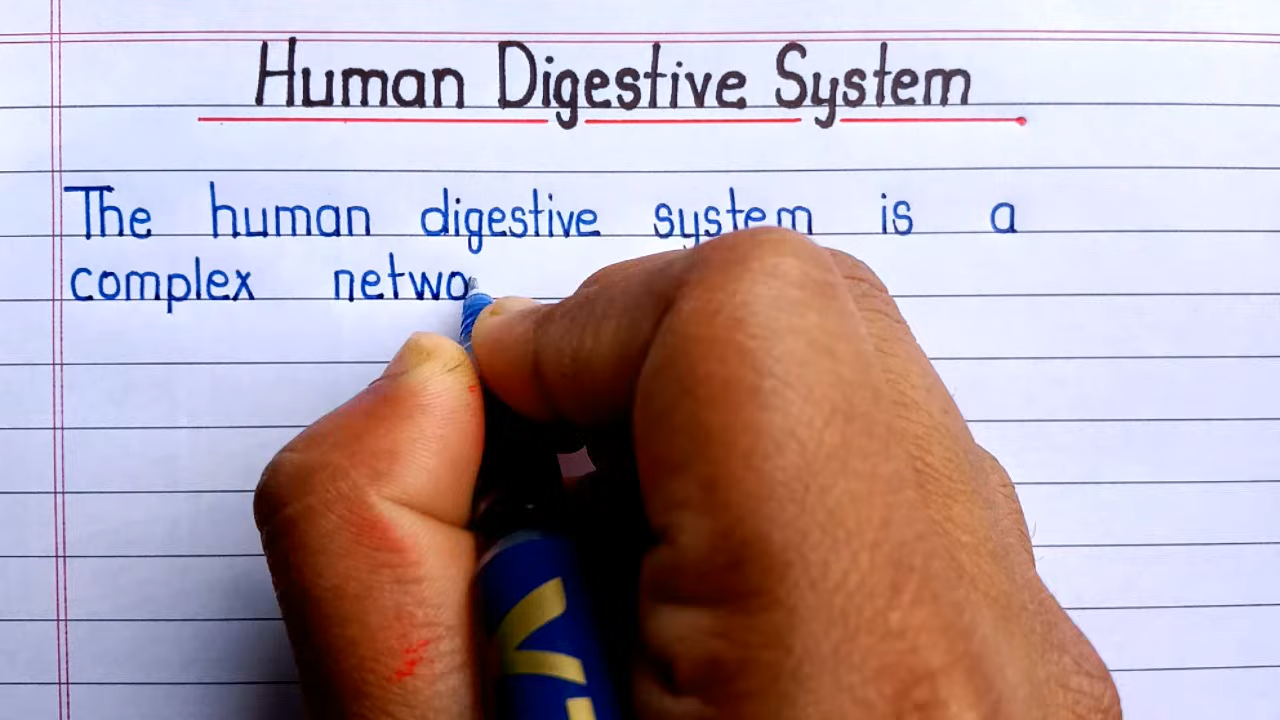 Human Digestive System
The human digestive system is a
complex netwo